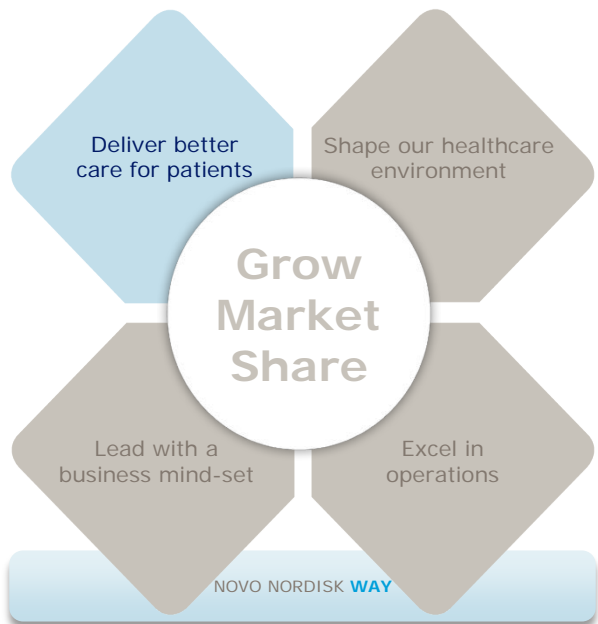 Deliver better
care for patients
Shape our healthcare
environment
Grow
Market
Share
Lead with a
business mind-set
Excel in
operations
NOVO NORDISK WAY